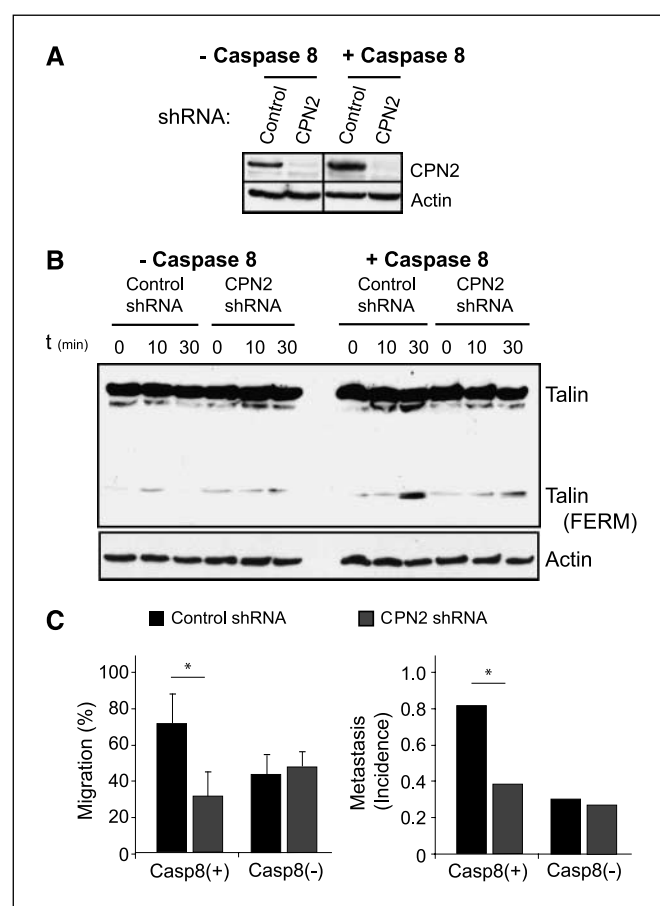 A
- Caspase 8 + Caspase 8
shRNA: Control CPN2 Control CPN2
CPN2
Actin
B
- Caspase 8 + Caspase 8
Control shRNA CPN2 shRNA Control shRNA CPN2 shRNA
t (min) 0 10 30 0 10 30 0 10 30 0 10 30
Talin
Talin
(FERM)
Actin
C
Control shRNA CPN2 shRNA
Migration (%)
100
80
60
40
20
0
*
Casp8(+) Casp8(-)
Metastasis
(Incidence)
1.0
0.8
0.6
0.4
0.2
0
*
Casp8(+) Casp8(-)